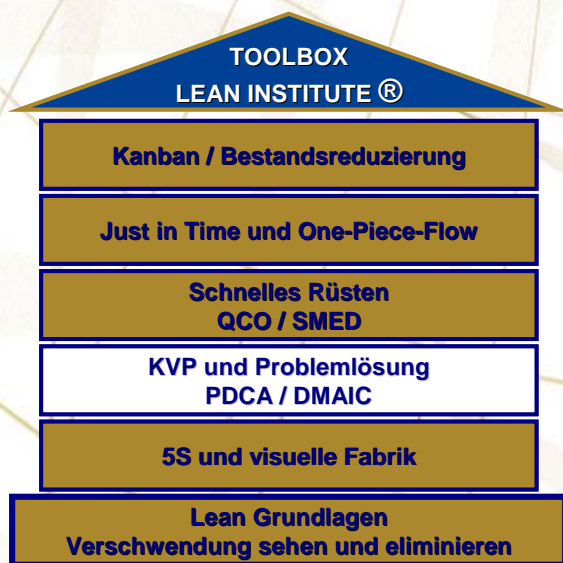 TOOLBOX
LEAN INSTITUTE ®
Kanban / Bestandsreduzierung
Just in Time und One-Piece-Flow
Schnelles Rüsten
QCO / SMED
KVP und Problemlösung
PDCA / DMAIC
5S und visuelle Fabrik
Lean Grundlagen
Verschwendung sehen und eliminieren